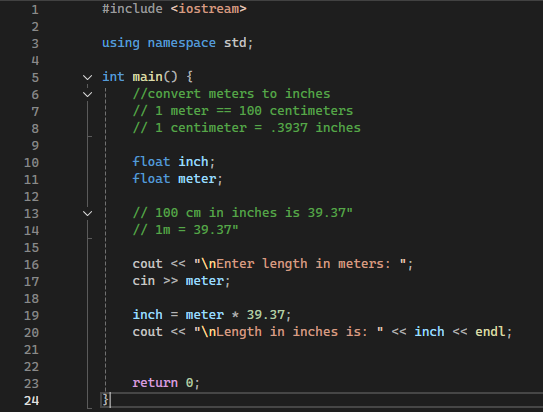 1 #include <iostream>
2
3 using namespace std;
4
5 int main() {
6 //convert meters to inches
7 // 1 meter == 100 centimeters
8 // 1 centimeter = .3937 inches
9
10 float inch;
11 float meter;
12
13 // 100 cm in inches is 39.37"
14 // 1m = 39.37"
15
16 cout << "\nEnter length in meters: ";
17 cin >> meter;
18
19 inch = meter * 39.37;
20 cout << "\nLength in inches is: " << inch << endl;
21
22
23 return 0;
24 }